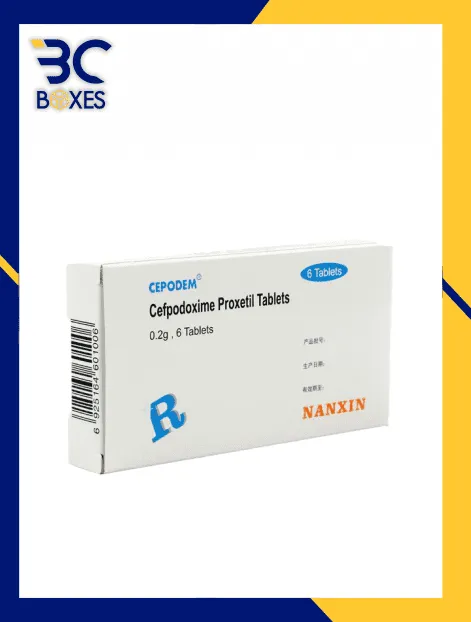 BC
BOXES
6 Tablets
CEPODEM®
Cefpodoxime Proxetil Tablets
0.2g , 6 Tablets
产品批号:
生产日期:
有效期至:
R
NANXIN
6 925164 601006